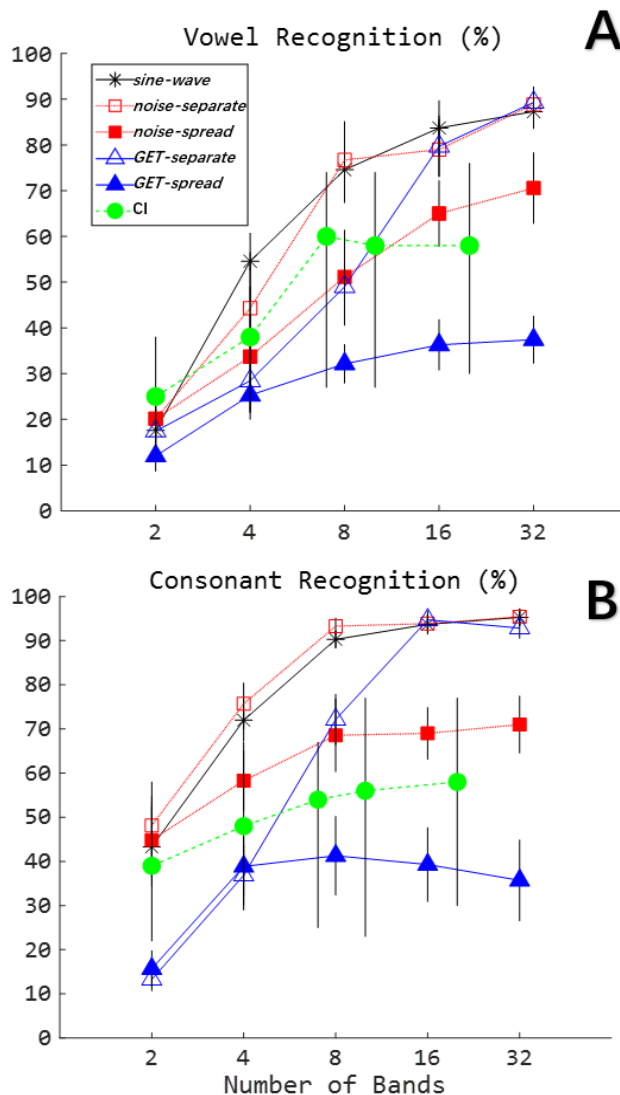 Vowel Recognition (%)
A
100
90
80
70
60
50
40
30
20
10
0
sine-wave
noise-separate
noise-spread
GET-separate
GET-spread
CI
2 4 8 16 32
Consonant Recognition (%)
B
100
90
80
70
60
50
40
30
20
10
0
2 4 8 16 32
Number of Bands